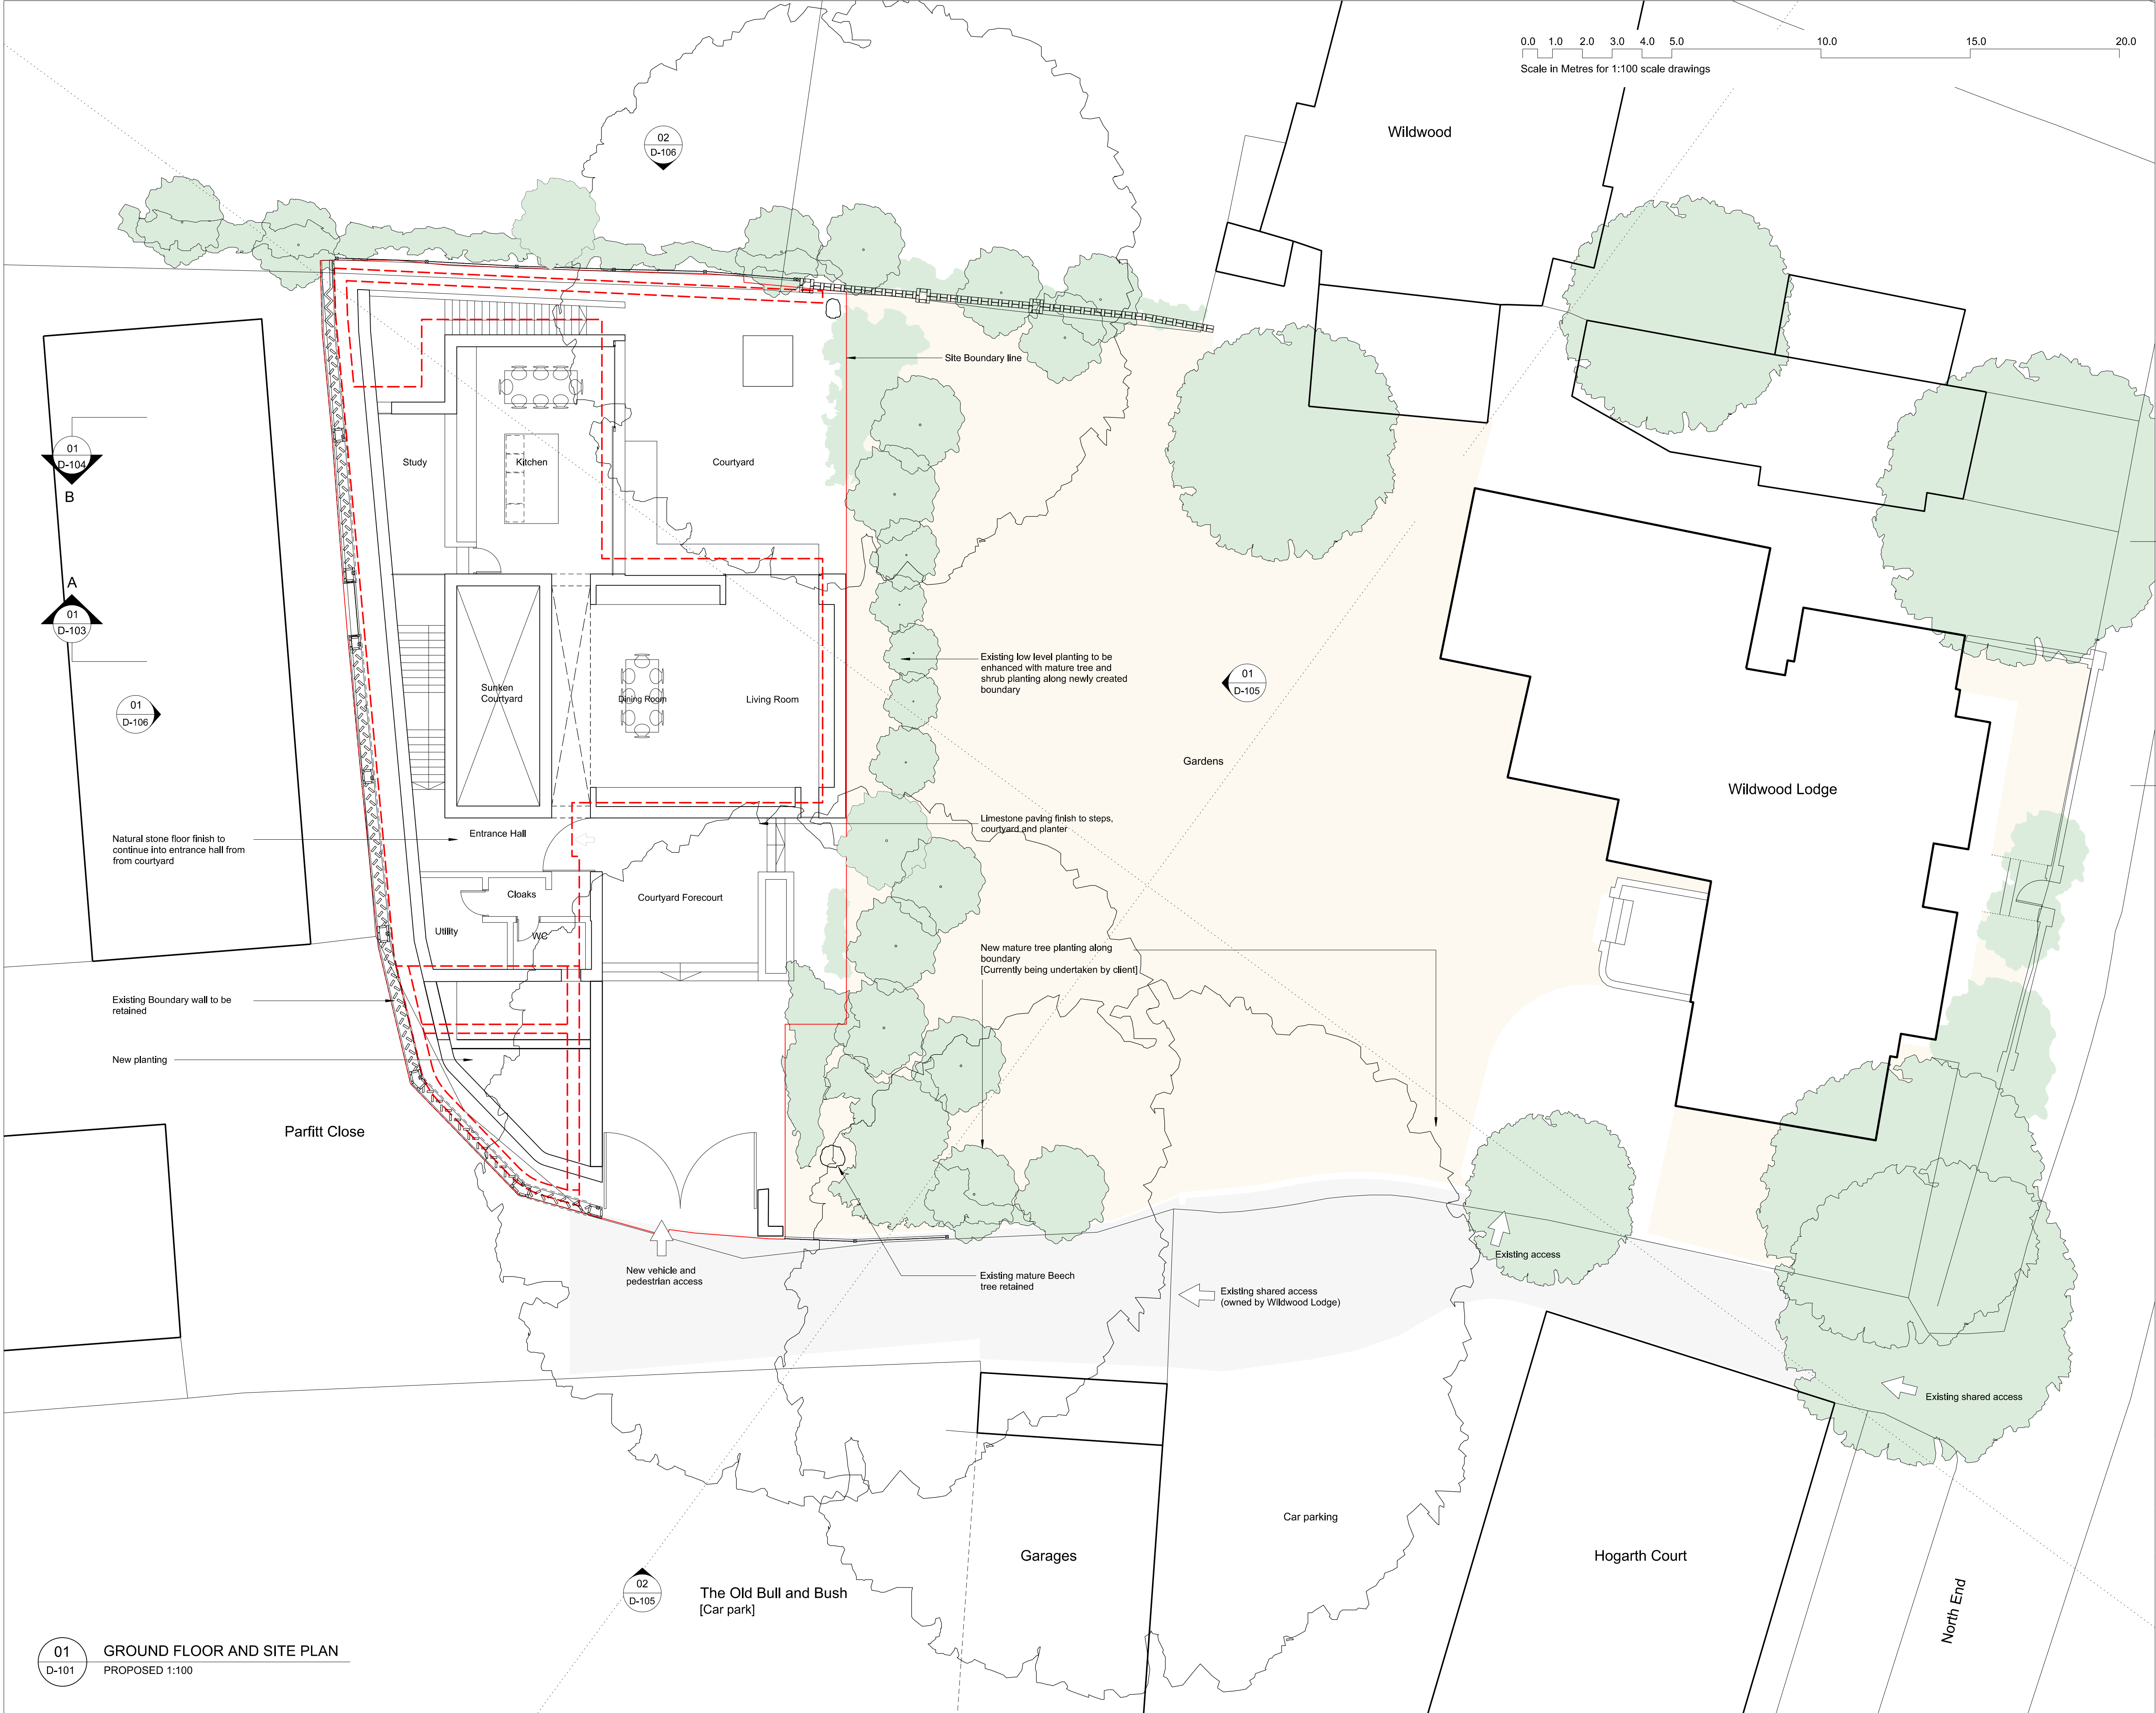 0.0 1.0 2.0 3.0 4.0 5.0 10.0 15.0 20.0
Scale in Metres for 1:100 scale drawings
Wildwood
02
D-106
Site Boundary line
01
D-104
B
Study
Kitchen
Courtyard
A
01
D-103
01
D-106
Sunken
Courtyard
Dining Room
Living Room
Existing low level planting to be
enhanced with mature tree and
shrub planting along newly created
boundary
01
D-105
Gardens
Wildwood Lodge
Natural stone floor finish to
continue into entrance hall from
from courtyard
Entrance Hall
Limestone paving finish to steps,
courtyard and planter
Cloaks
Courtyard Forecourt
Utility
WC
New mature tree planting along
boundary
[Currently being undertaken by client]
Existing Boundary wall to be
retained
New planting
Parfitt Close
New vehicle and
pedestrian access
Existing mature Beech
tree retained
Existing shared access
(owned by Wildwood Lodge)
Existing access
Existing shared access
Car parking
Garages
Hogarth Court
North End
02
D-105
The Old Bull and Bush
[Car park]
01
D-101
GROUND FLOOR AND SITE PLAN
PROPOSED 1:100